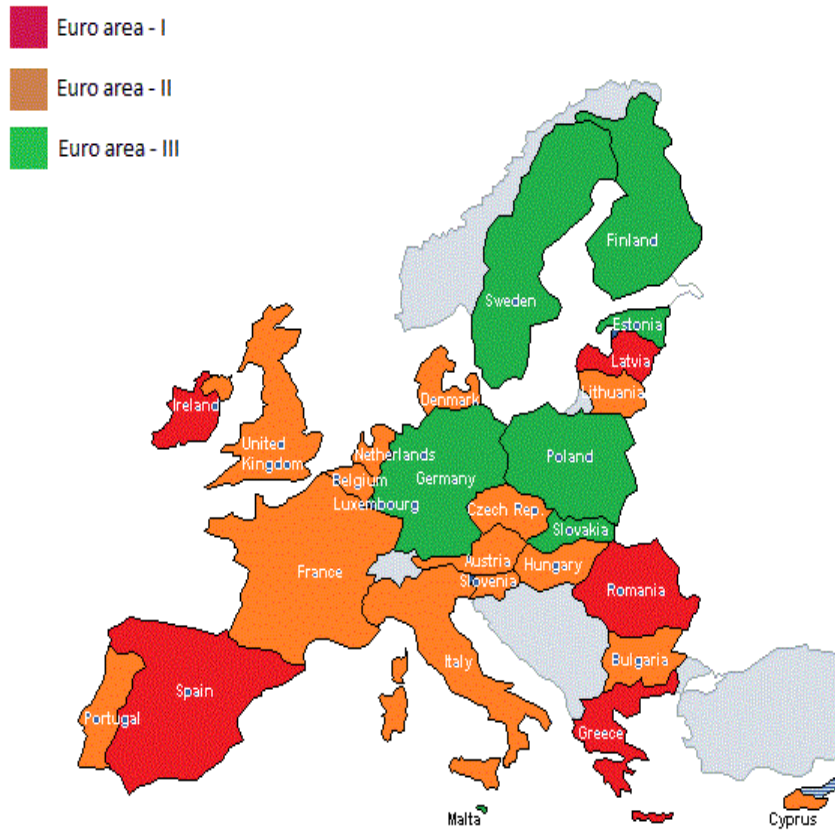 Euro area - I
Euro area - II
Euro area - III
Finland
Sweden
Estonia
Latvia
Lithuania
Denmark
Ireland
United
Kingdom
Netherlands
Belgium
Germany
Luxembourg
Poland
Czech Rep.
Slovakia
Austria
Hungary
Slovenia
France
Romania
Italy
Bulgaria
Spain
Portugal
Greece
Malta
Cyprus